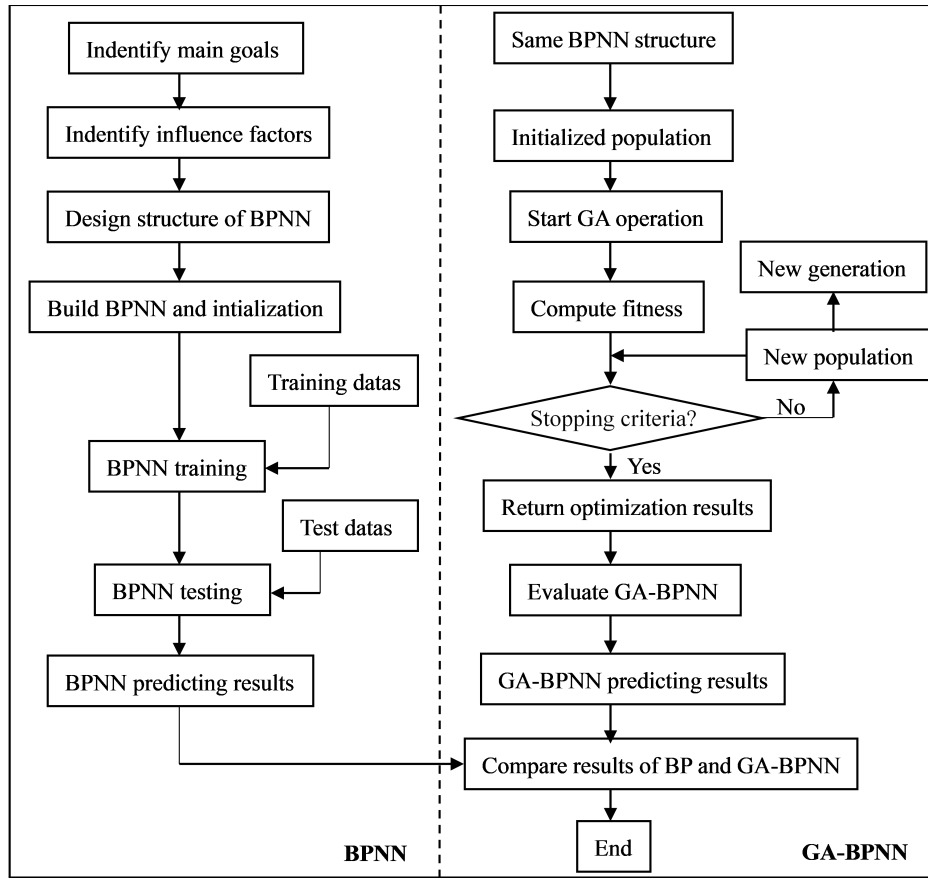 Indentify main goals
Indentify influence factors
Design structure of BPNN
Build BPNN and intialization
Training datas
BPNN training
Test datas
BPNN testing
BPNN predicting results
BPNN
Same BPNN structure
Initialized population
Start GA operation
New generation
Compute fitness
New population
Stopping criteria?
No
Yes
Return optimization results
Evaluate GA-BPNN
GA-BPNN predicting results
Compare results of BP and GA-BPNN
End
GA-BPNN